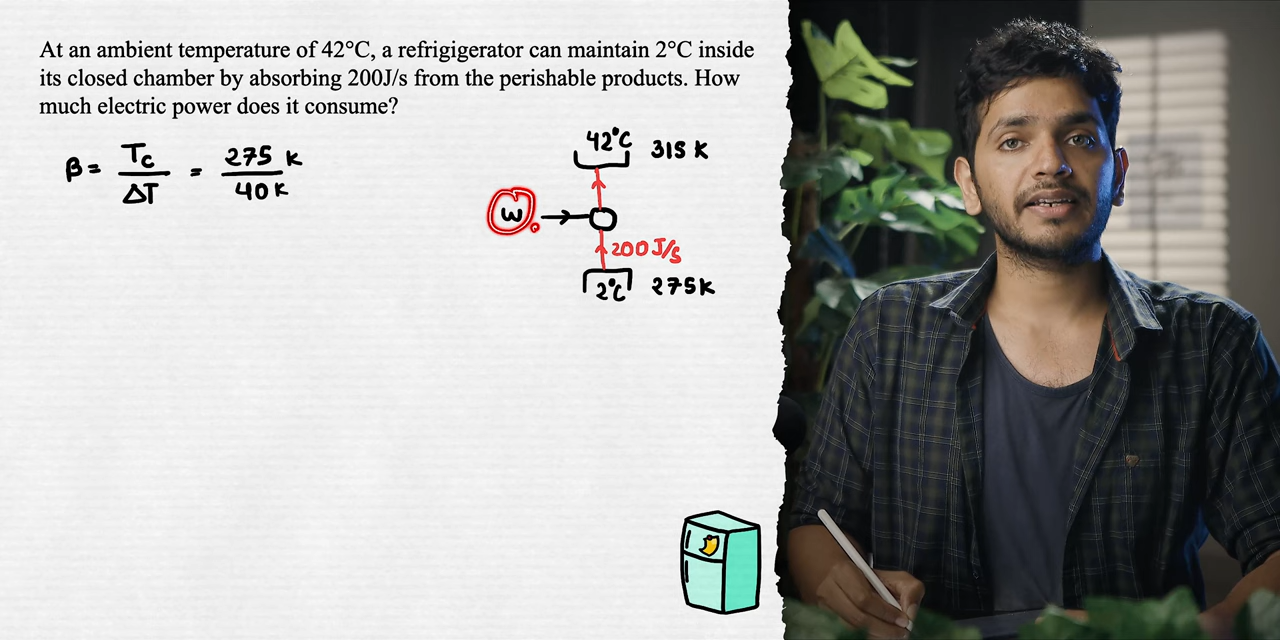 At an ambient temperature of 42°C, a refrigigerator can maintain 2°C inside
its closed chamber by absorbing 200J/s from the perishable products. How
much electric power does it consume?
β = Tc / ΔT = 275 K / 40 K
42°C 315 K
W
200 J/s
2°C 275 K